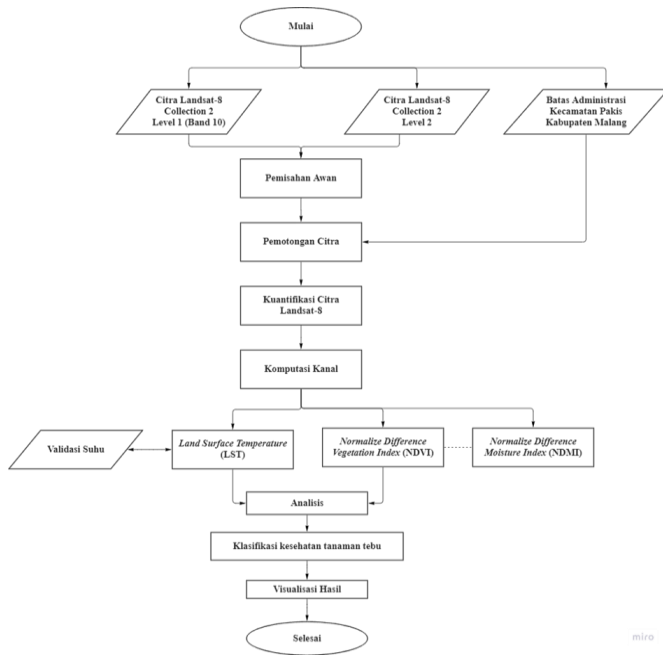 Mulai
Citra Landsat-8
Collection 2
Level 1 (Band 10)
Citra Landsat-8
Collection 2
Level 2
Batas Administrasi
Kecamatan Pakis
Kabupaten Malang
Pemisahan Awan
Pemotongan Citra
Kuantifikasi Citra
Landsat-8
Komputasi Kanal
Validasi Suhu
Land Surface Temperature
(LST)
Normalize Difference
Vegetation Index (NDVI)
Normalize Difference
Moisture Index (NDMI)
Analisis
Klasifikasi kesehatan tanaman tebu
Visualisasi Hasil
Selesai
miro